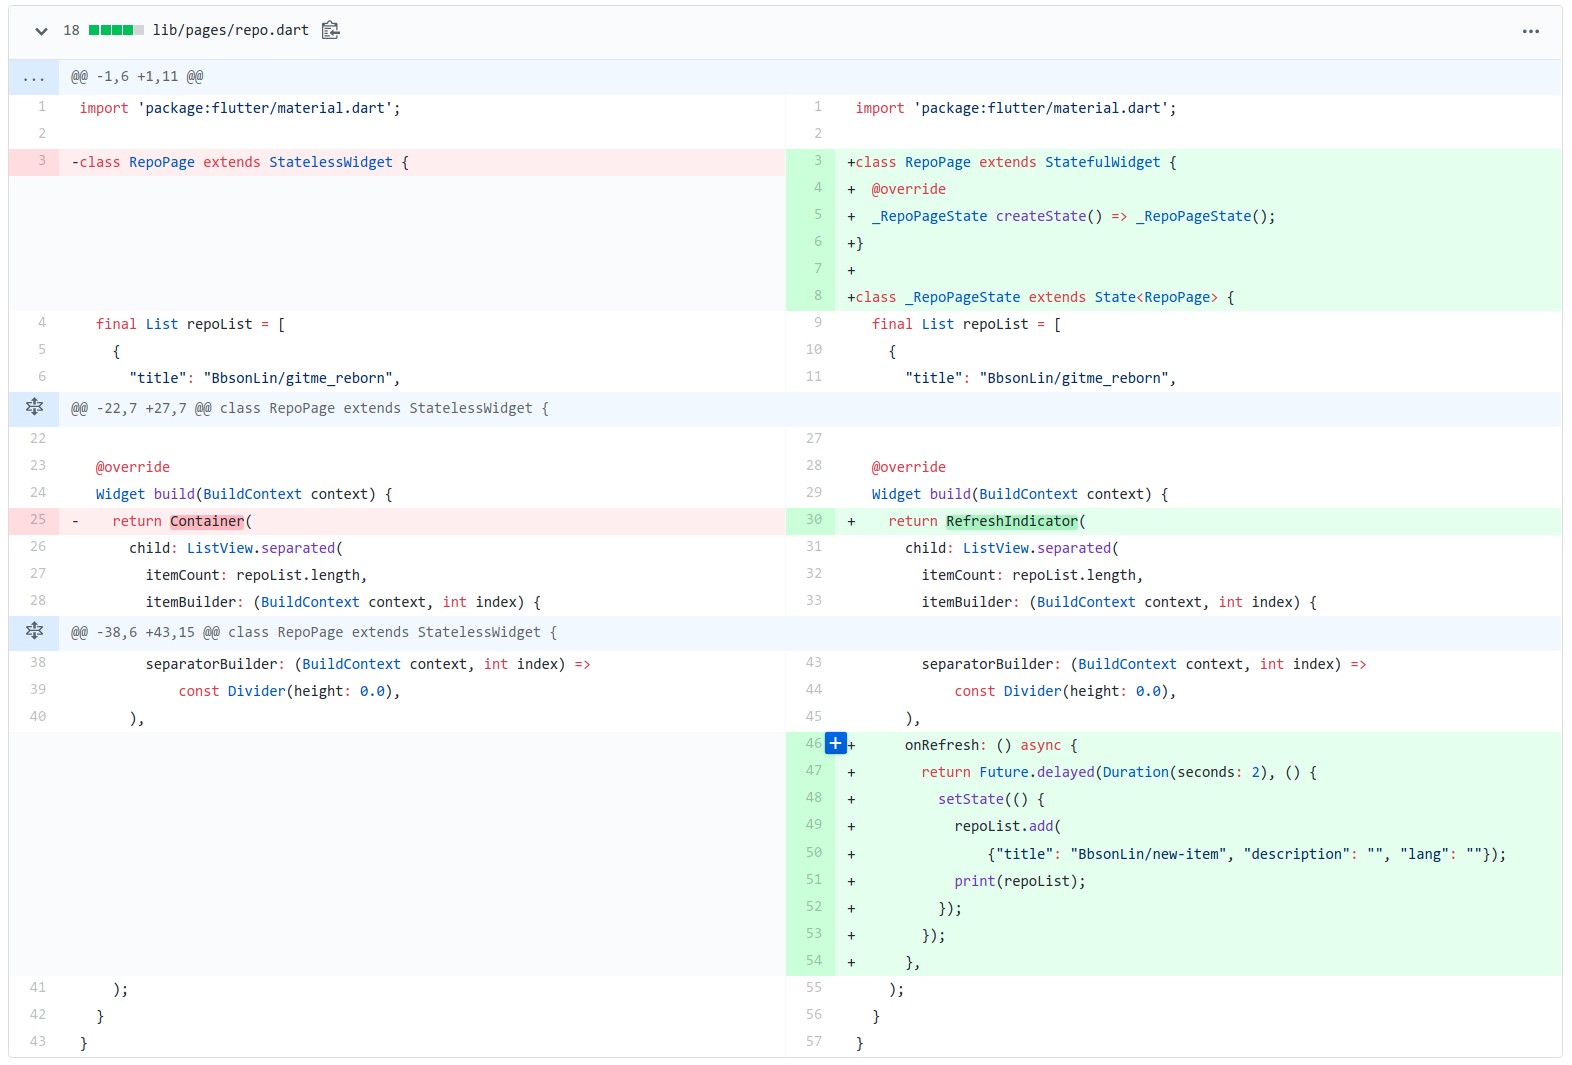 18 lib/pages/repo.dart
... @@ -1,6 +1,11 @@
1 import 'package:flutter/material.dart';
2
3 -class RepoPage extends StatelessWidget {
4 final List repoList = [
5 {
6 "title": "BbsonLin/gitme_reborn",
@@ -22,7 +27,7 @@ class RepoPage extends StatelessWidget {
22
23 @override
24 Widget build(BuildContext context) {
25 - return Container(
26 child: ListView.separated(
27 itemCount: repoList.length,
28 itemBuilder: (BuildContext context, int index) {
@@ -38,6 +43,15 @@ class RepoPage extends StatelessWidget {
38 separatorBuilder: (BuildContext context, int index) =>
39 const Divider(height: 0.0),
40 ),
41 );
42 }
43 }
1 import 'package:flutter/material.dart';
2
3 +class RepoPage extends StatefulWidget {
4 + @override
5 + _RepoPageState createState() => _RepoPageState();
6 +}
7 +
8 +class _RepoPageState extends State<RepoPage> {
9 final List repoList = [
10 {
11 "title": "BbsonLin/gitme_reborn",
27
28 @override
29 Widget build(BuildContext context) {
30 + return RefreshIndicator(
31 child: ListView.separated(
32 itemCount: repoList.length,
33 itemBuilder: (BuildContext context, int index) {
43 separatorBuilder: (BuildContext context, int index) =>
44 const Divider(height: 0.0),
45 ),
46 + onRefresh: () async {
47 + return Future.delayed(Duration(seconds: 2), () {
48 + setState(() {
49 + repoList.add(
50 + {"title": "BbsonLin/new-item", "description": "", "lang": ""});
51 + print(repoList);
52 + });
53 + });
54 + },
55 );
56 }
57 }